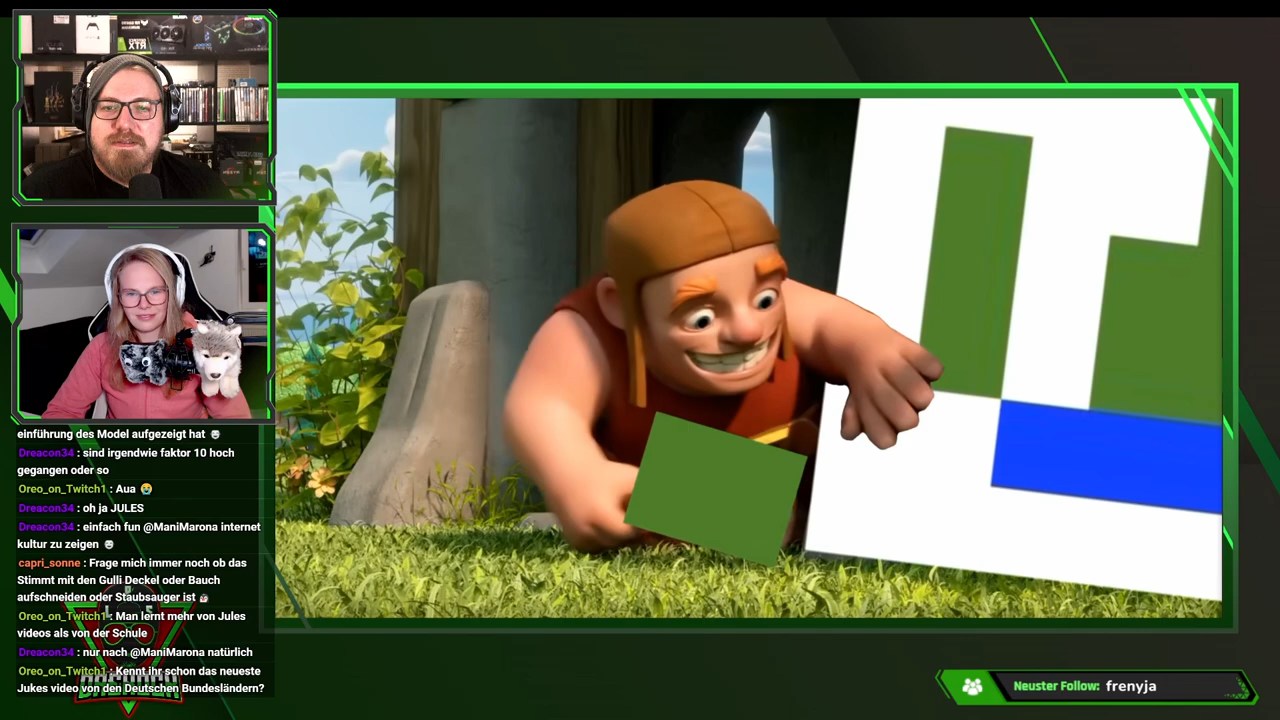 einführung des Model aufgezeigt hat
Dreacon34 : sind irgendwie faktor 10 hoch
gegangen oder so
Oreo_on_Twitch1 : Aua 😭
Dreacon34 : oh ja JULES
Dreacon34 : einfach fun @ManiMarona internet
kultur zu zeigen
capri_sonne : Frage mich immer noch ob das
Stimmt mit den Gulli Deckel oder Bauch
aufschneiden oder Staubsauger ist
Oreo_on_Twitch1 : Man lernt mehr von Jules
videos als von der Schule
Dreacon34 : nur nach @ManiMarona natürlich
Oreo_on_Twitch1 : Kennt ihr schon das neueste
Jukes video von den Deutschen Bundesländern?
Neuster Follow: frenyja